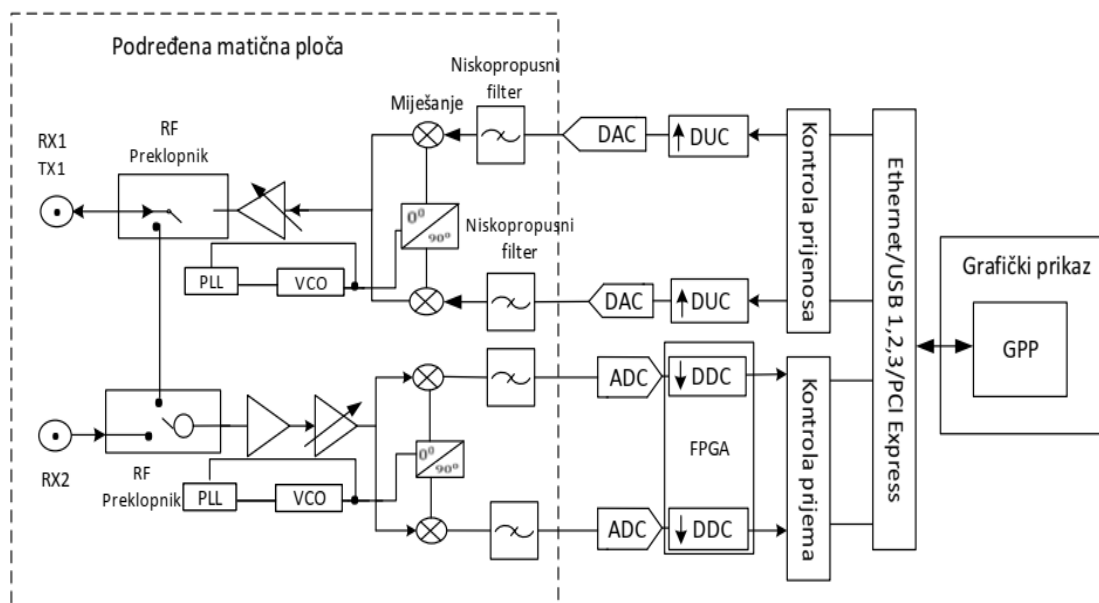 Podređena matična ploča
Niskopropusni
filter
Miješanje
RX1
TX1
RF
Preklopnik
DAC
DUC
Kontrola prijenosa
Ethernet/USB 1,2,3/PCI Express
0⁰
90⁰
PLL
VCO
Niskopropusni
filter
DAC
DUC
Grafički prikaz
GPP
ADC
DDC
FPGA
Kontrola prijema
RX2
RF
Preklopnik
PLL
VCO
0⁰
90⁰
ADC
DDC